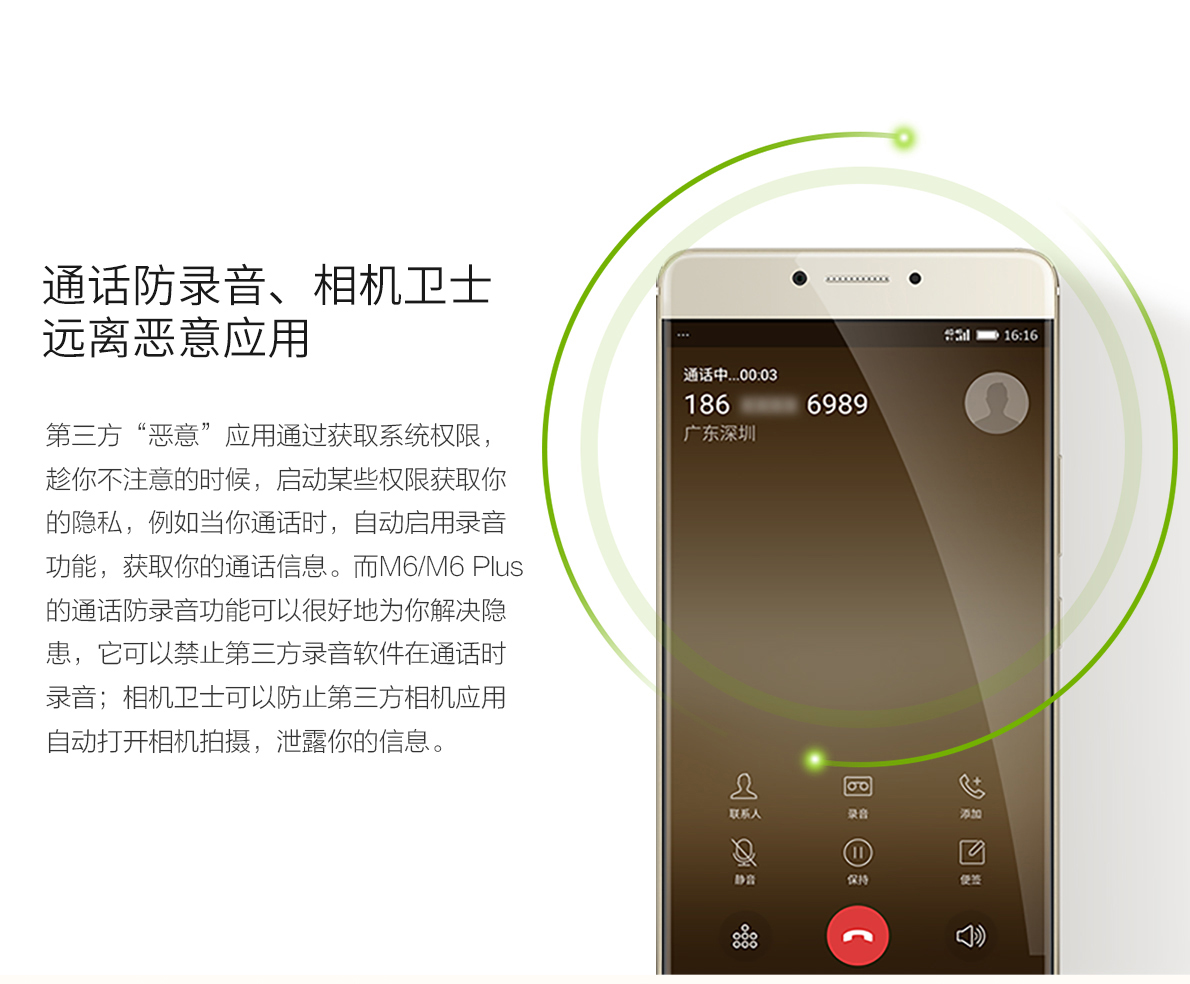 通话防录音、相机卫士
远离恶意应用
第三方“恶意”应用通过获取系统权限，
趁你不注意的时候，启动某些权限获取你
的隐私，例如当你通话时，自动启用录音
功能，获取你的通话信息。而M6/M6 Plus
的通话防录音功能可以很好地为你解决隐
患，它可以禁止第三方录音软件在通话时
录音；相机卫士可以防止第三方相机应用
自动打开相机拍摄，泄露你的信息。
... 16:16
通话中...00:03
186 6989
广东深圳
联系人 录音 添加
静音 保持 便签